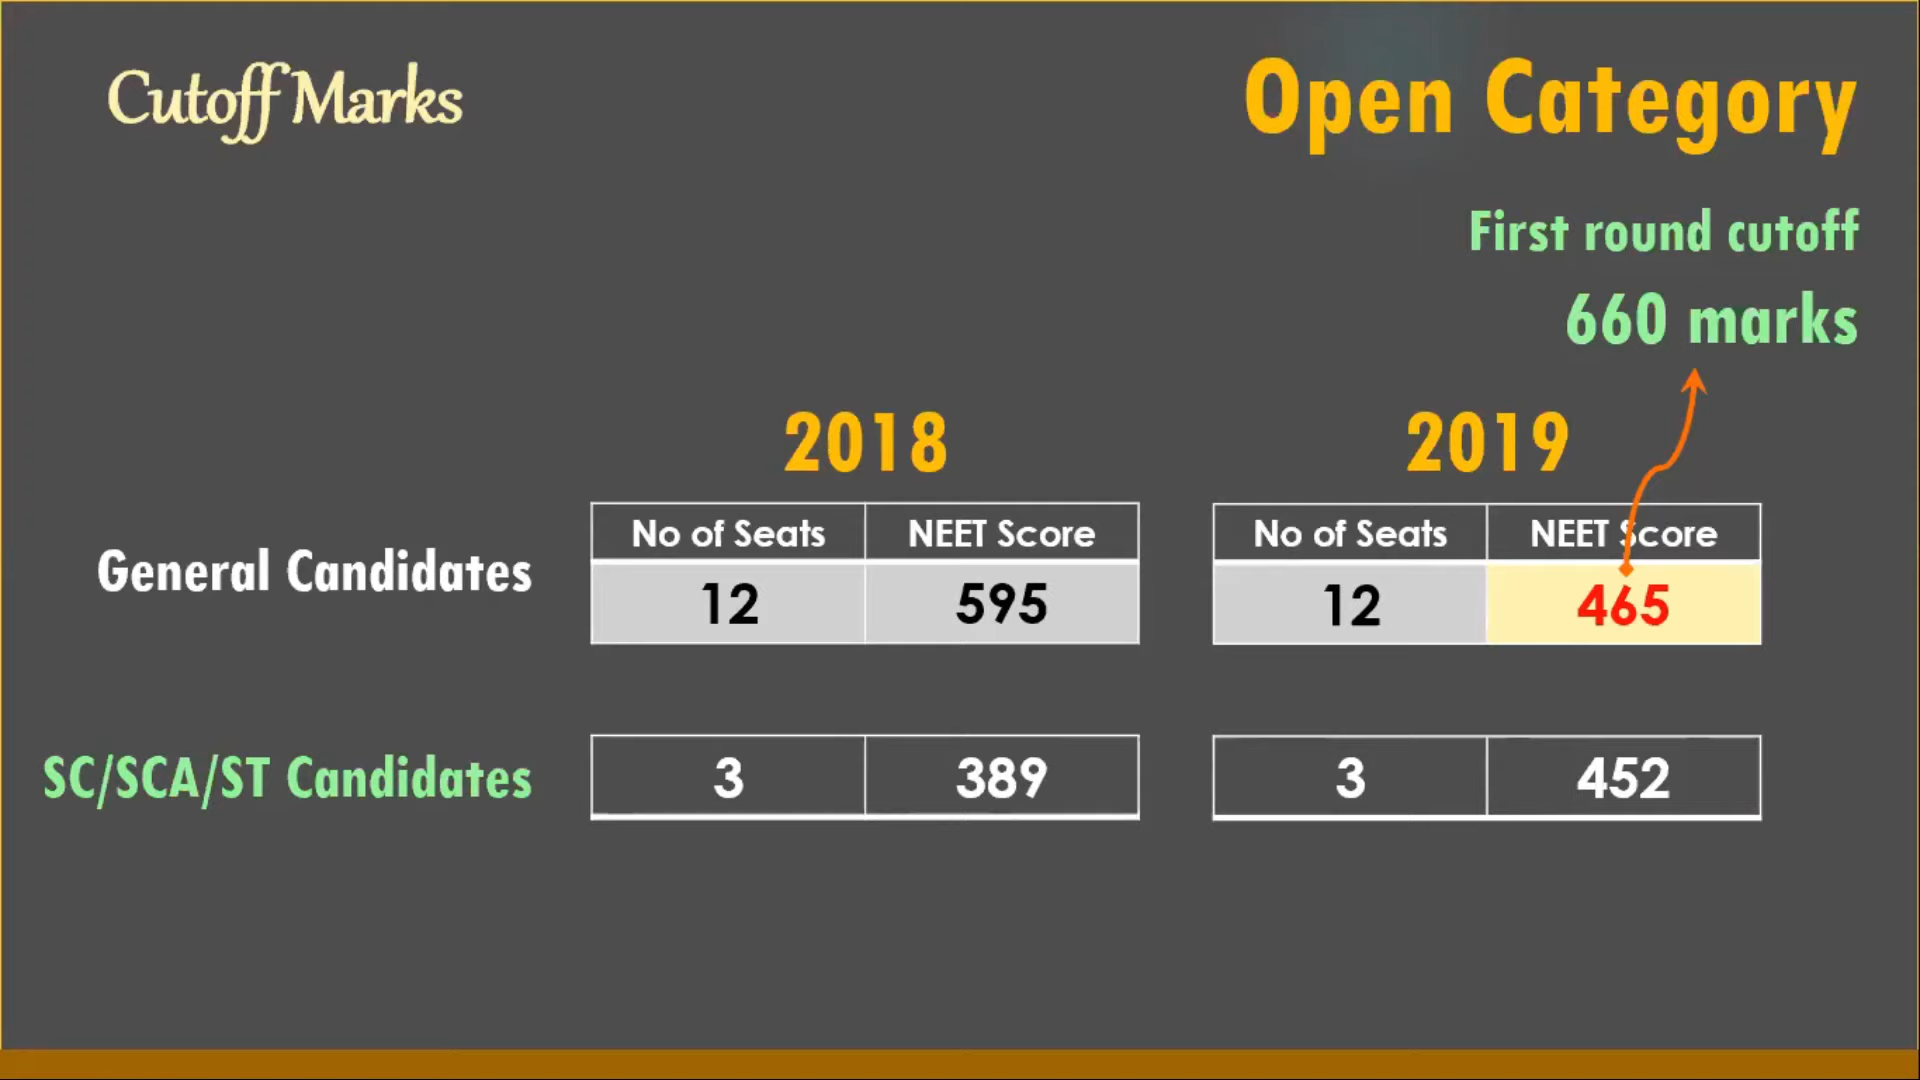 Cutoff Marks
Open Category
First round cutoff
660 marks
2018
2019
No of Seats NEET Score
No of Seats NEET Score
General Candidates
12 595
12 465
SC/SCA/ST Candidates
3 389
3 452